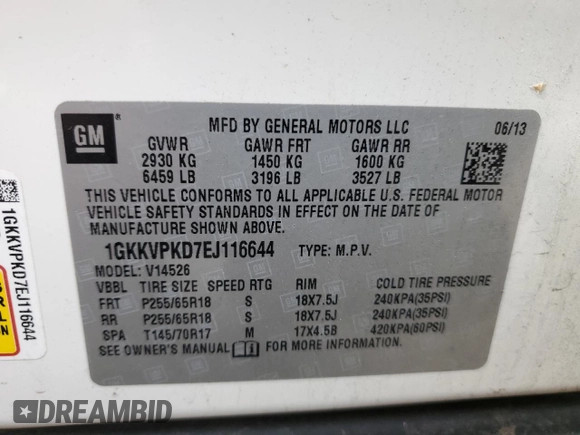 GM
MFD BY GENERAL MOTORS LLC 06/13
GVWR GAWR FRT GAWR RR
2930 KG 1450 KG 1600 KG
6459 LB 3196 LB 3527 LB
THIS VEHICLE CONFORMS TO ALL APPLICABLE U.S. FEDERAL MOTOR
VEHICLE SAFETY STANDARDS IN EFFECT ON THE DATE OF
MANUFACTURE SHOWN ABOVE.
1GKKVPKD7EJ116644 TYPE: M.P.V.
MODEL: V14526
VBBL TIRE SIZE SPEED RTG RIM COLD TIRE PRESSURE
FRT P255/65R18 S 18X7.5J 240KPA(35PSI)
RR P255/65R18 S 18X7.5J 240KPA(35PSI)
SPA T145/70R17 M 17X4.5B 420KPA(60PSI)
SEE OWNER'S MANUAL FOR MORE INFORMATION
1GKKVPKD7EJ116644
DREAMBID